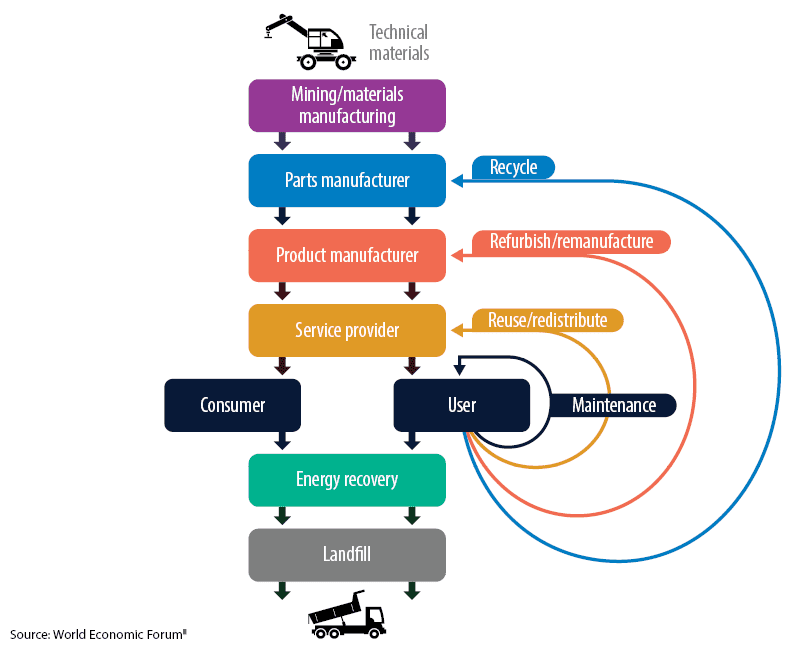 Technical
materials
Mining/materials
manufacturing
Parts manufacturer
Recycle
Product manufacturer
Refurbish/remanufacture
Service provider
Reuse/redistribute
Consumer
User
Maintenance
Energy recovery
Landfill
Source: World Economic Forum